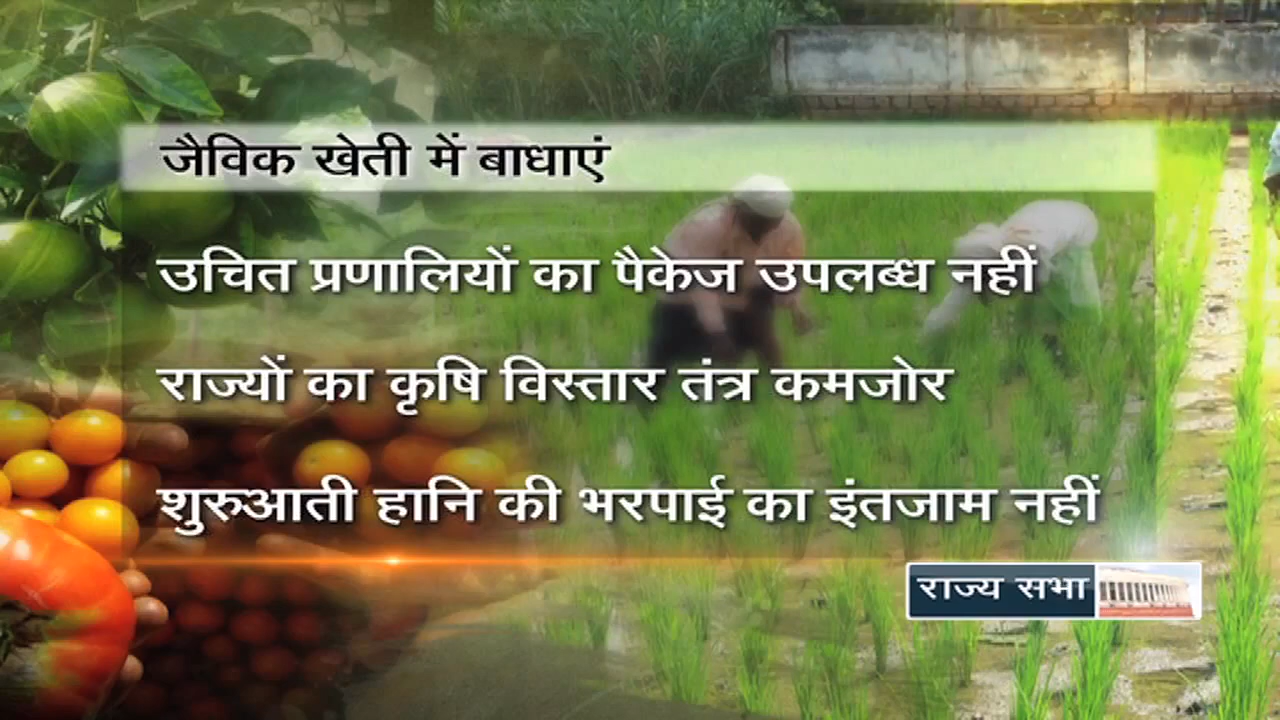 जैविक खेती में बाधाएं
उचित प्रणालियों का पैकेज उपलब्ध नहीं
राज्यों का कृषि विस्तार तंत्र कमजोर
शुरुआती हानि की भरपाई का इंतजाम नहीं
राज्य सभा